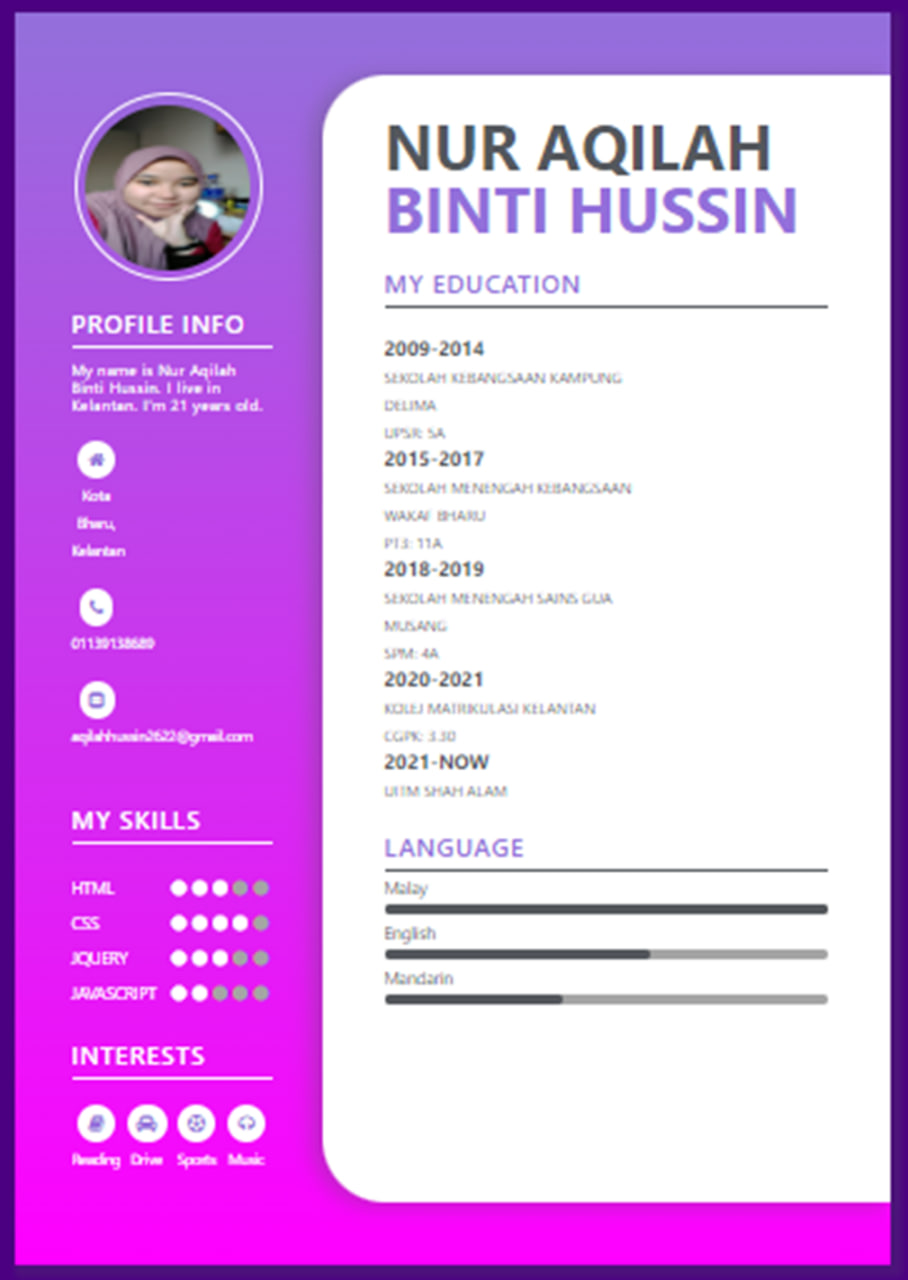 NUR AQILAH
BINTI HUSSIN
PROFILE INFO
My name is Nur Aqilah
Binti Hussin. I live in
Kelantan. I'm 21 years old.
Kota
Bharu,
Kelantan
01139138689
aqilahhussin2622@gmail.com
MY SKILLS
HTML
CSS
JQUERY
JAVASCRIPT
INTERESTS
Reading Drive Sports Music
MY EDUCATION
2009-2014
SEKOLAH KEBANGSAAN KAMPUNG
DELIMA
UPSR: 5A
2015-2017
SEKOLAH MENENGAH KEBANGSAAN
WAKAF BHARU
PT3: 11A
2018-2019
SEKOLAH MENENGAH SAINS GUA
MUSANG
SPM: 4A
2020-2021
KOLEJ MATRIKULASI KELANTAN
CGPK: 3.30
2021-NOW
UITM SHAH ALAM
LANGUAGE
Malay
English
Mandarin